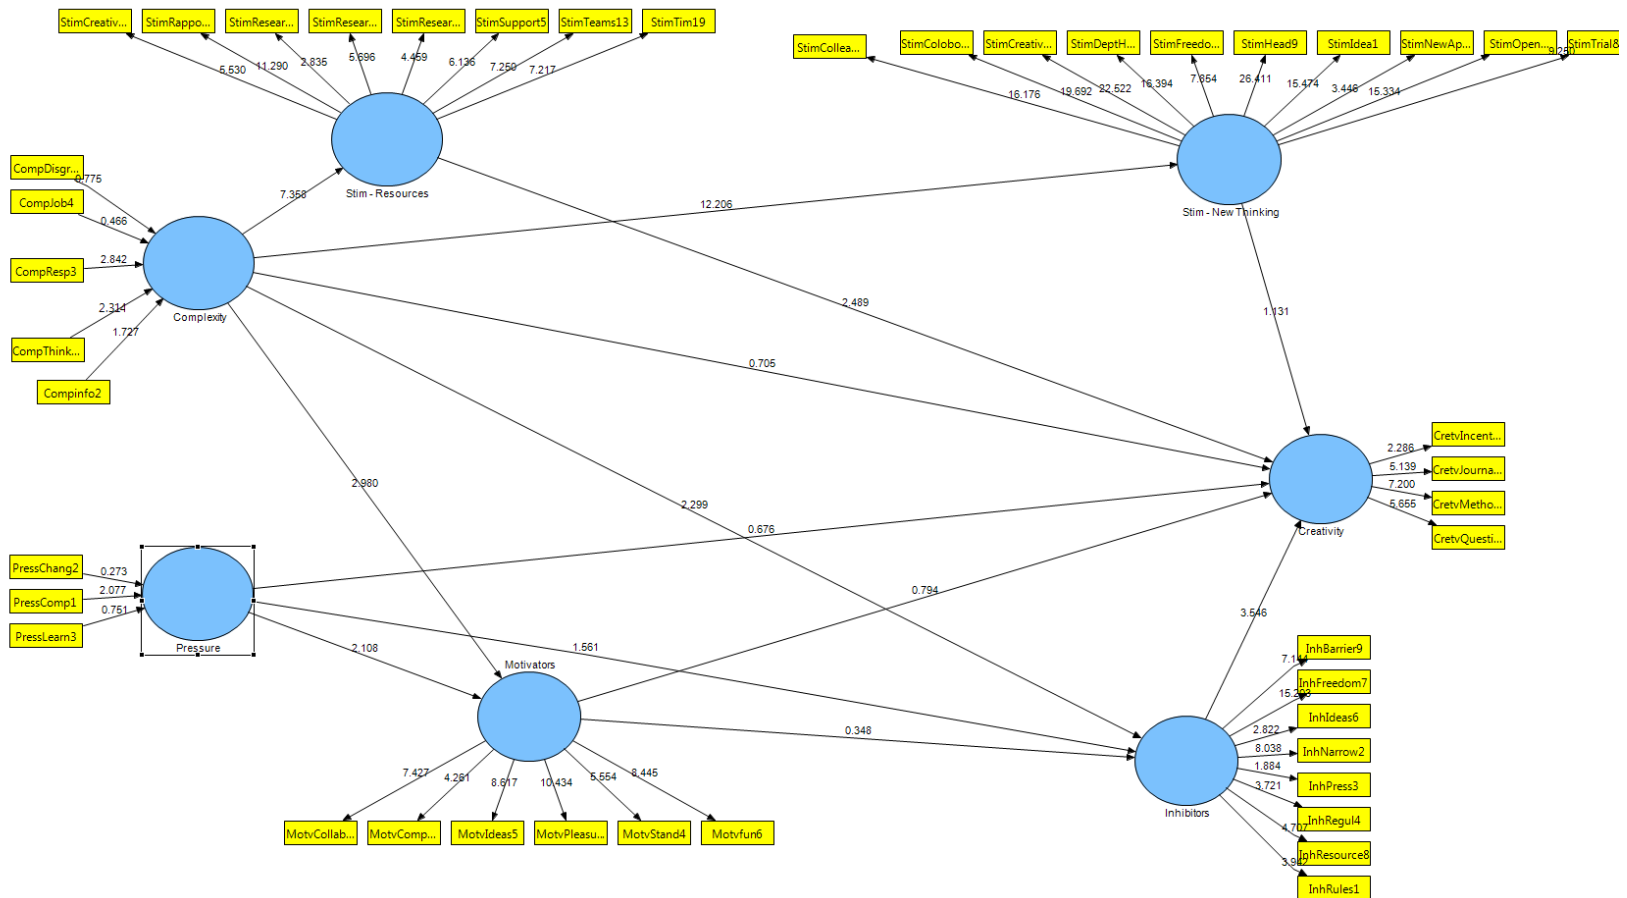 StimCreativ...
StimRappo...
StimResear...
StimResear...
StimResear...
StimSupport5
StimTeams13
StimTim19
5.530
11.290
2.835
5.696
4.459
6.136
7.250
7.217
Stim - Resources
StimCollea...
StimColobo...
StimCreativ...
StimDeptH...
StimFreedo...
StimHead9
StimIdea1
StimNewAp...
StimOpen...
StimTrial8
16.176
19.692
22.522
16.394
7.854
26.411
15.474
3.446
15.334
9.250
Stim - New Thinking
CompDisgr...
CompJob4
CompResp3
CompThink...
Compinfo2
0.775
0.466
2.842
2.314
1.727
Complexity
7.358
12.206
2.489
1.131
0.705
2.980
2.299
PressChang2
PressComp1
PressLearn3
0.273
2.077
0.751
Pressure
0.676
1.561
2.108
Motivators
0.794
0.348
3.546
7.427
4.261
8.617
10.434
5.554
8.445
MotvCollab...
MotvComp...
MotvIdeas5
MotvPleasu...
MotvStand4
Motvfun6
Creativity
2.286
5.139
7.200
5.655
CretvIncent...
CretvJourna...
CretvMetho...
CretvQuesti...
Inhibitors
7.144
2.822
8.038
1.884
3.721
4.707
InhBarrier9
InhFreedom7
InhIdeas6
InhNarrow2
InhPress3
InhRegul4
InhResource8
InhRules1